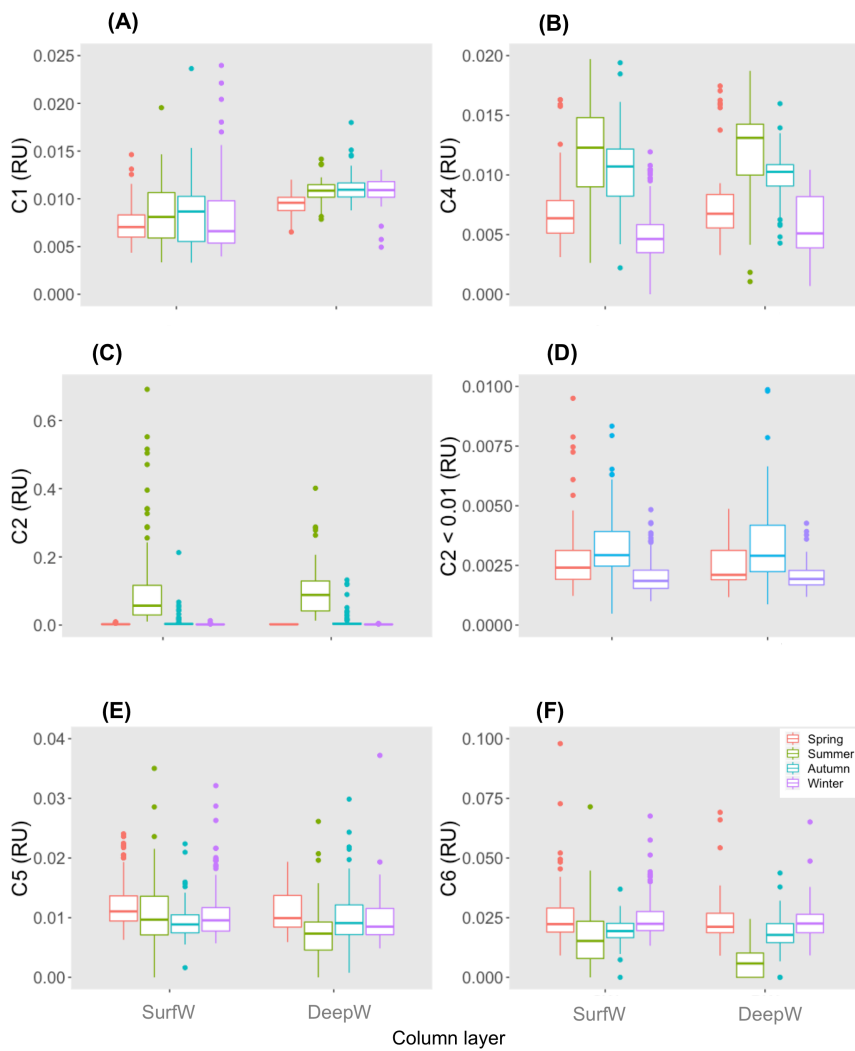 (A)
C1 (RU)
0.025
0.020
0.015
0.010
0.005
0.000
(B)
C4 (RU)
0.020
0.015
0.010
0.005
0.000
(C)
C2 (RU)
0.6
0.4
0.2
0.0
(D)
C2 < 0.01 (RU)
0.0100
0.0075
0.0050
0.0025
0.0000
(E)
C5 (RU)
0.04
0.03
0.02
0.01
0.00
SurfW
DeepW
(F)
C6 (RU)
0.100
0.075
0.050
0.025
0.000
Spring
Summer
Autumn
Winter
SurfW
DeepW
Column layer